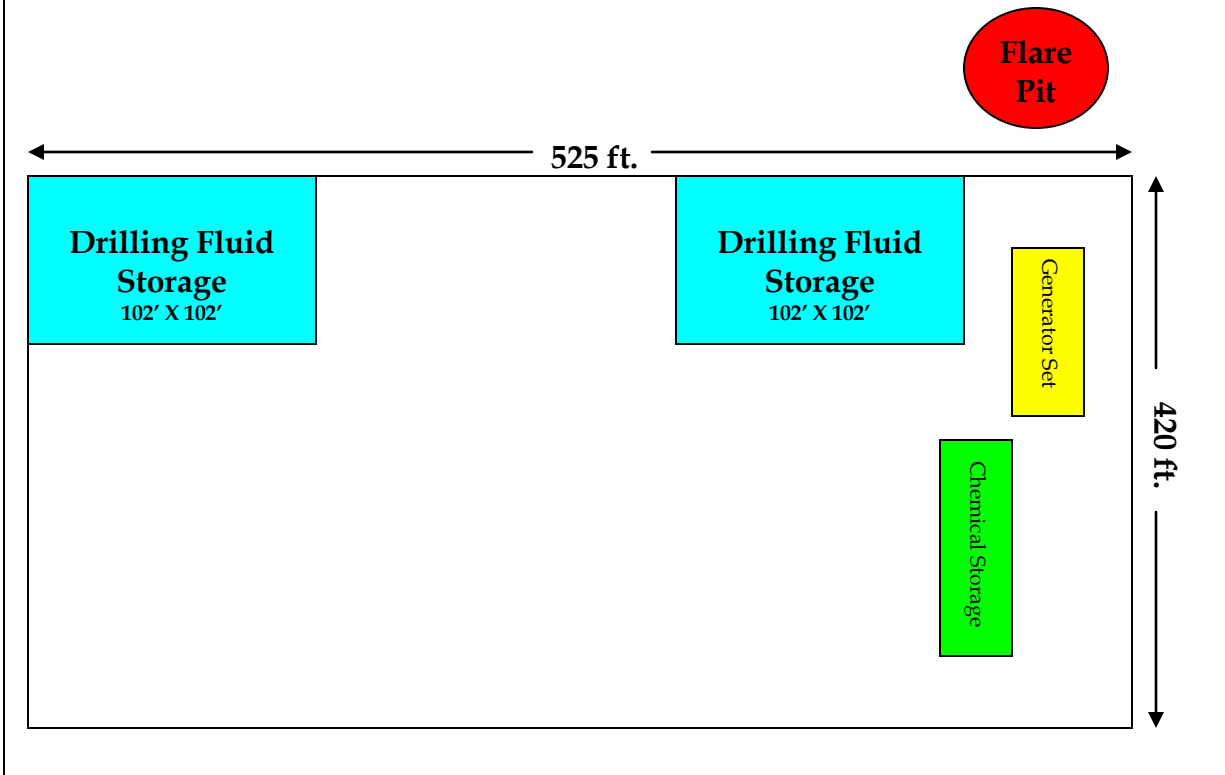 Flare
Pit
525 ft.
Drilling Fluid
Storage
102’ X 102’
Drilling Fluid
Storage
102’ X 102’
Generator Set
420 ft.
Chemical Storage